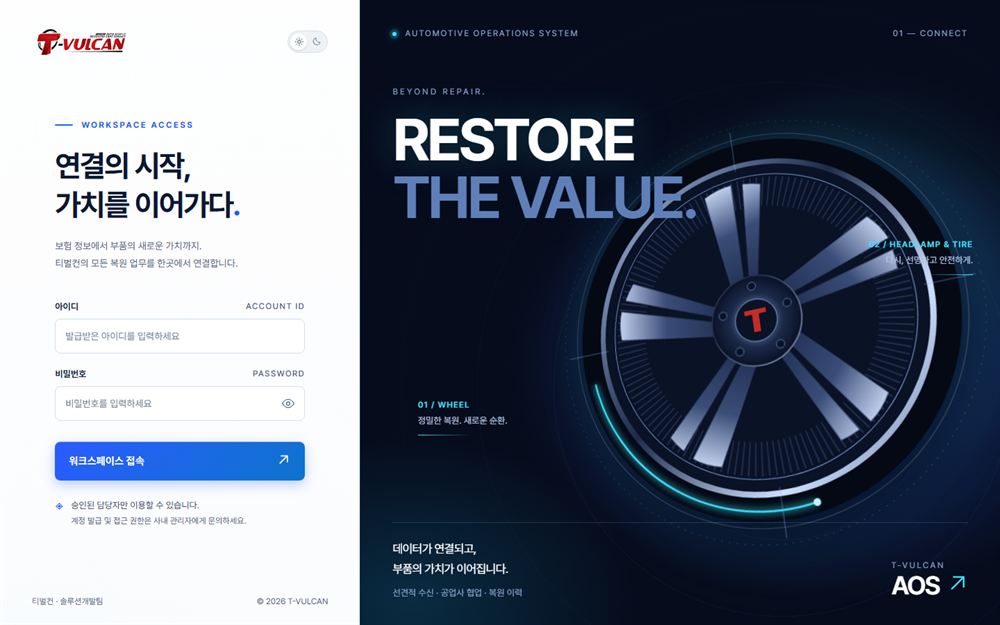 T-VULCAN
WORKSPACE ACCESS
연결의 시작,
가치를 이어가다.
보험 정보에서 부품의 새로운 가치까지.
티벌컨의 모든 복원 업무를 한곳에서 연결합니다.
아이디 ACCOUNT ID
발급받은 아이디를 입력하세요
비밀번호 PASSWORD
비밀번호를 입력하세요
워크스페이스 접속
승인된 담당자만 이용할 수 있습니다.
계정 발급 및 접근 권한은 사내 관리자에게 문의하세요.
티벌컨 · 솔루션개발팀 © 2026 T-VULCAN
AUTOMOTIVE OPERATIONS SYSTEM 01 — CONNECT
BEYOND REPAIR.
RESTORE
THE VALUE.
02 / HEADLAMP & TIRE
다시, 선명하고 안전하게.
T
01 / WHEEL
정밀한 복원. 새로운 순환.
데이터가 연결되고,
부품의 가치가 이어집니다.
선견적 수신 · 공업사 협업 · 복원 이력
T-VULCAN
AOS